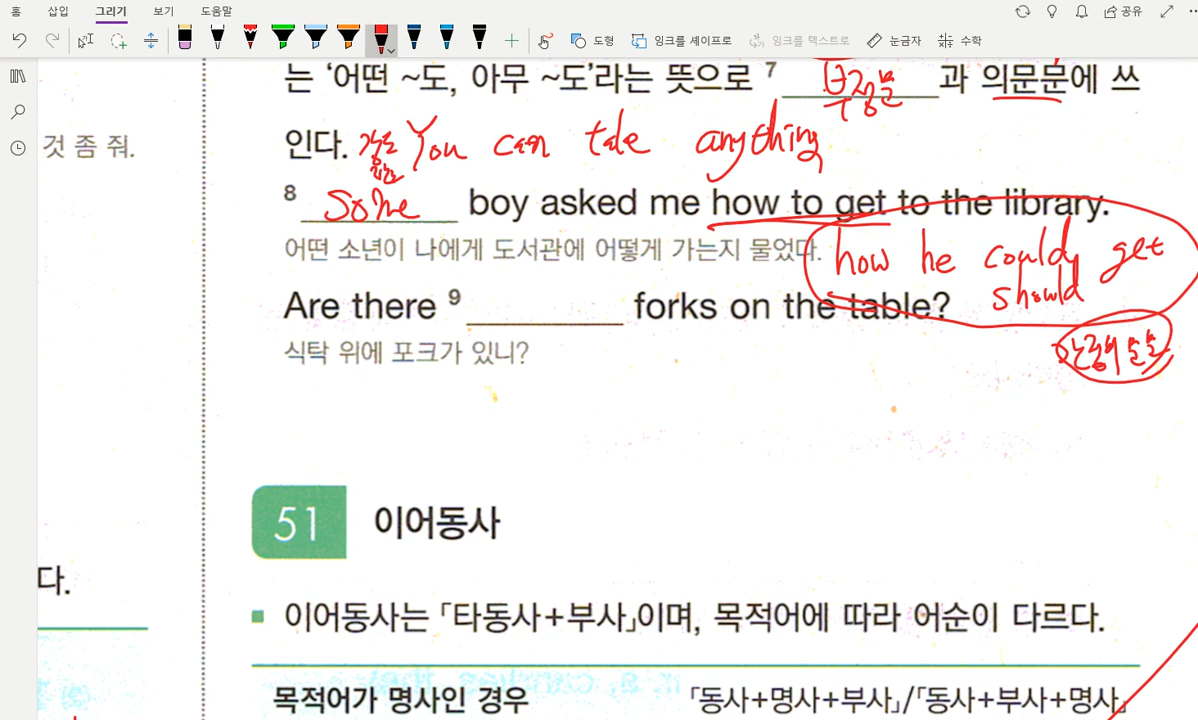 홈 삽입 그리기 보기 도움말
공유
도형 잉크를 셰이프로 잉크를 텍스트로 눈금자 수학
는 '어떤 ~도, 아무 ~도'라는 뜻으로 7 부정문 과 의문문에 쓰
것 좀 줘.
인다. You can take anything
8 Some boy asked me how to get to the library.
어떤 소년이 나에게 도서관에 어떻게 가는지 물었다.
how he could get
should
Are there 9 ________ forks on the table?
식탁 위에 포크가 있니?
51 이어동사
다.
이어동사는 「타동사+부사」이며, 목적어에 따라 어순이 다르다.
목적어가 명사인 경우 「동사+명사+부사」/「동사+부사+명사」